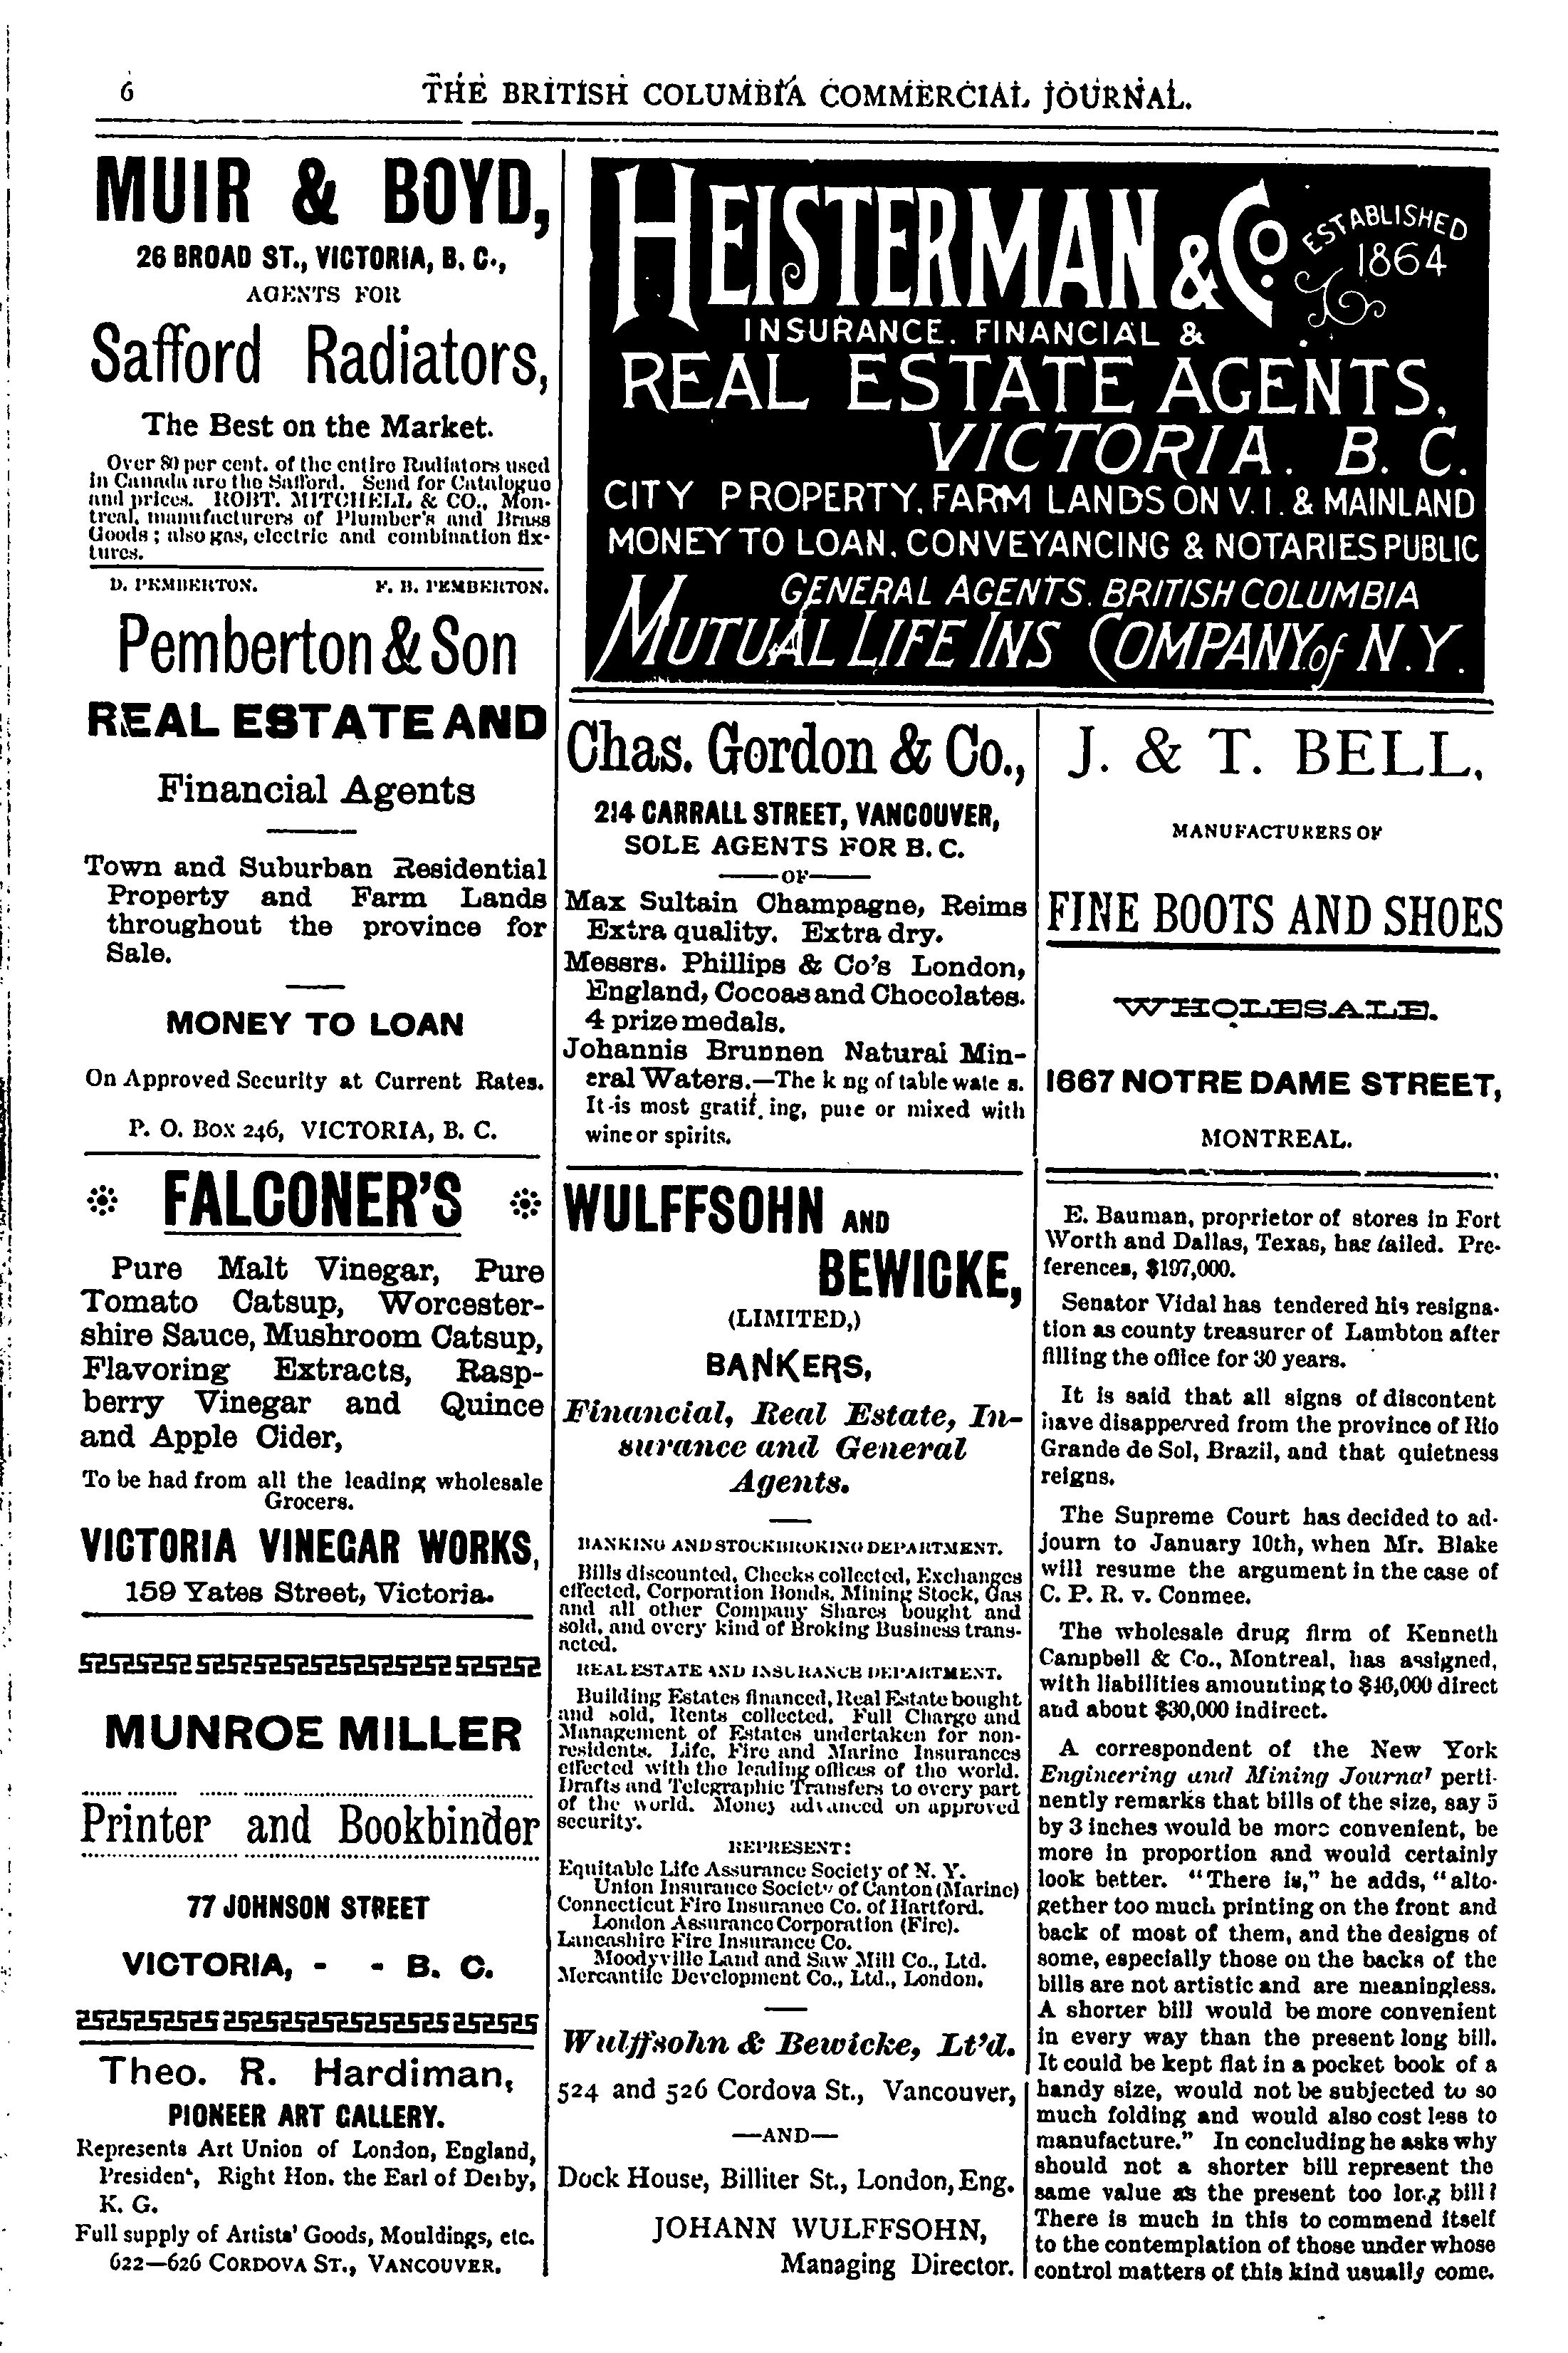 6
THE BRITISH COLUMBIA COMMERCIAL JOURNAL.
MUIR & BOYD,
26 BROAD ST., VICTORIA, B. C.,
AGENTS FOR
Safford Radiators,
The Best on the Market.
Over 80 per cent. of the entire Radiators used
in Canada are the Safford. Send for Catalogue
and prices. ROBT. MITCHELL & CO., Mon-
treal, manufacturers of Plumber's and Brass
Goods; also gas, electric and combination fix-
tures.
D. PEMBERTON. F. B. PEMBERTON.
Pemberton & Son
REAL ESTATE AND
Financial Agents
Town and Suburban Residential
Property and Farm Lands
throughout the province for
Sale.
MONEY TO LOAN
On Approved Security at Current Rates.
P. O. Box 246, VICTORIA, B. C.
FALCONER'S
Pure Malt Vinegar, Pure
Tomato Catsup, Worcester-
shire Sauce, Mushroom Catsup,
Flavoring Extracts, Rasp-
berry Vinegar and Quince
and Apple Cider,
To be had from all the leading wholesale
Grocers.
VICTORIA VINEGAR WORKS,
159 Yates Street, Victoria.
MUNROE MILLER
Printer and Bookbinder
77 JOHNSON STREET
VICTORIA, - - B. C.
Theo. R. Hardiman,
PIONEER ART GALLERY.
Represents Art Union of London, England,
President, Right Hon. the Earl of Derby,
K. G.
Full supply of Artists' Goods, Mouldings, etc.
622—626 CORDOVA ST., VANCOUVER.
HEISTERMAN & Co.
ESTABLISHED
1864
INSURANCE. FINANCIAL &
REAL ESTATE AGENTS,
VICTORIA. B. C.
CITY PROPERTY, FARM LANDS ON V. I. & MAINLAND
MONEY TO LOAN, CONVEYANCING & NOTARIES PUBLIC
GENERAL AGENTS. BRITISH COLUMBIA
MUTUAL LIFE INS COMPANY of N.Y.
Chas. Gordon & Co.,
214 CARRALL STREET, VANCOUVER,
SOLE AGENTS FOR B. C.
—OF—
Max Sultain Champagne, Reims
Extra quality. Extra dry.
Messrs. Phillips & Co's London,
England, Cocoas and Chocolates.
4 prize medals.
Johannis Brunnen Natural Min-
eral Waters.—The k ng of table wate s.
It is most gratif ing, pure or mixed with
wine or spirits.
WULFFSOHN AND
BEWICKE,
(LIMITED,)
BANKERS,
Financial, Real Estate, In-
surance and General
Agents.
BANKING AND STOCKBROKING DEPARTMENT.
Bills discounted, Checks collected, Exchanges
effected, Corporation Bonds, Mining Stock, Gas
and all other Company Shares bought and
sold, and every kind of Broking Business trans-
acted.
REAL ESTATE AND INSURANCE DEPARTMENT.
Building Estates financed, Real Estate bought
and sold, Rents collected. Full Charge and
Management of Estates undertaken for non-
residents. Life, Fire and Marine Insurances
effected with the leading offices of the world.
Drafts and Telegraphic Transfers to every part
of the world. Money advanced on approved
security.
REPRESENT:
Equitable Life Assurance Society of N. Y.
Union Insurance Society of Canton (Marine)
Connecticut Fire Insurance Co. of Hartford.
London Assurance Corporation (Fire).
Lancashire Fire Insurance Co.
Moodyville Land and Saw Mill Co., Ltd.
Mercantile Development Co., Ltd., London.
Wulffsohn & Bewicke, Lt'd.
524 and 526 Cordova St., Vancouver,
—AND—
Dock House, Billiter St., London, Eng.
JOHANN WULFFSOHN,
Managing Director.
J. & T. BELL,
MANUFACTURERS OF
FINE BOOTS AND SHOES
WHOLESALE.
1667 NOTRE DAME STREET,
MONTREAL.
E. Bauman, proprietor of stores in Fort
Worth and Dallas, Texas, has failed. Pre-
ferences, $197,000.
Senator Vidal has tendered his resigna-
tion as county treasurer of Lambton after
filling the office for 30 years.
It is said that all signs of discontent
have disappeared from the province of Rio
Grande de Sol, Brazil, and that quietness
reigns.
The Supreme Court has decided to ad-
journ to January 10th, when Mr. Blake
will resume the argument in the case of
C. P. R. v. Conmee.
The wholesale drug firm of Kenneth
Campbell & Co., Montreal, has assigned,
with liabilities amounting to $40,000 direct
and about $30,000 indirect.
A correspondent of the New York
Engineering and Mining Journal perti-
nently remarks that bills of the size, say 5
by 3 inches would be more convenient, be
more in proportion and would certainly
look better. "There is," he adds, "alto-
gether too much printing on the front and
back of most of them, and the designs of
some, especially those on the backs of the
bills are not artistic and are meaningless.
A shorter bill would be more convenient
in every way than the present long bill.
It could be kept flat in a pocket book of a
handy size, would not be subjected to so
much folding and would also cost less to
manufacture." In concluding he asks why
should not a shorter bill represent the
same value as the present too long bill?
There is much in this to commend itself
to the contemplation of those under whose
control matters of this kind usually come.